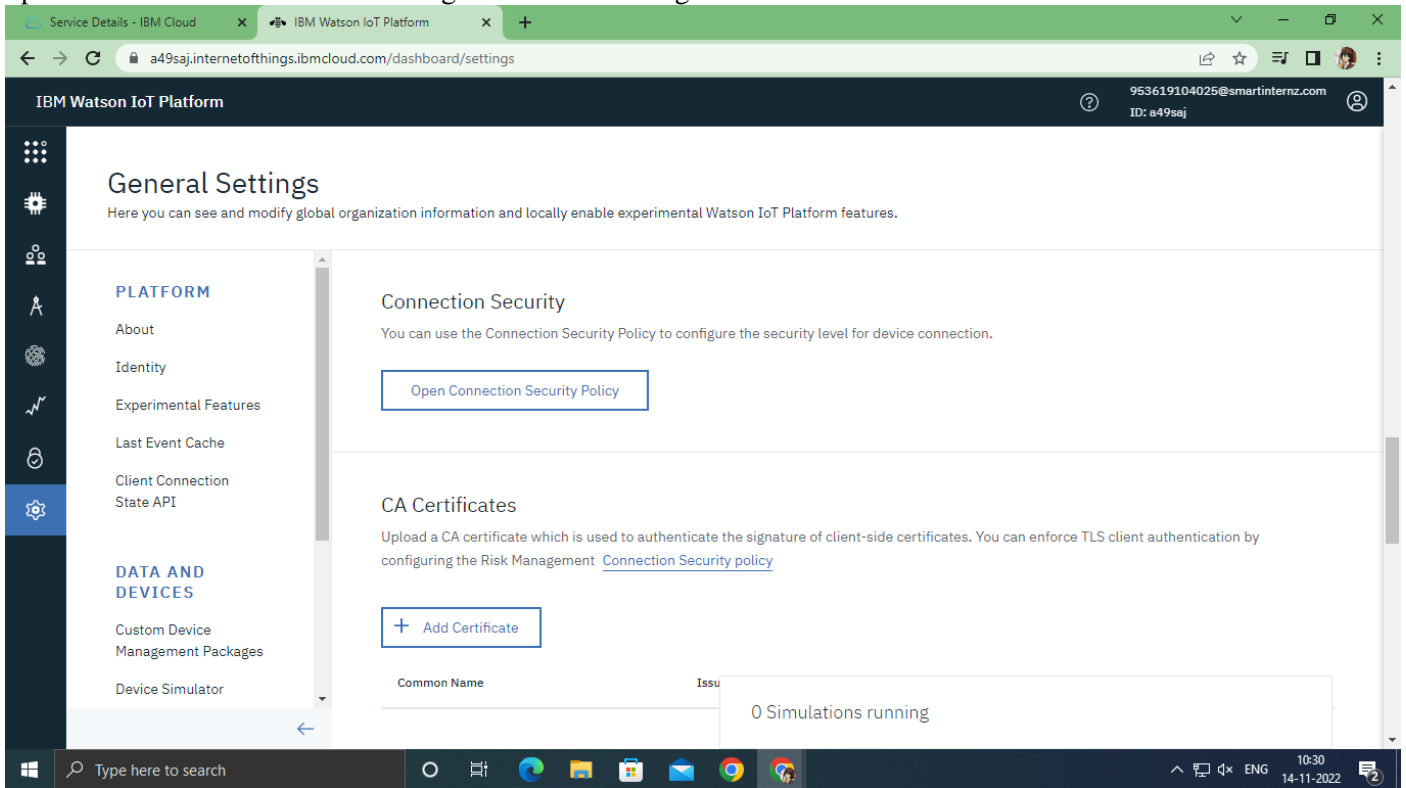 Service Details - IBM Cloud
IBM Watson IoT Platform
a49saj.internetofthings.ibmcloud.com/dashboard/settings
IBM Watson IoT Platform
953619104025@smartinternz.com
ID: a49saj
General Settings
Here you can see and modify global organization information and locally enable experimental Watson IoT Platform features.
PLATFORM
About
Identity
Experimental Features
Last Event Cache
Client Connection
State API
DATA AND
DEVICES
Custom Device
Management Packages
Device Simulator
Connection Security
You can use the Connection Security Policy to configure the security level for device connection.
Open Connection Security Policy
CA Certificates
Upload a CA certificate which is used to authenticate the signature of client-side certificates. You can enforce TLS client authentication by
configuring the Risk Management Connection Security policy
+ Add Certificate
Common Name Issu
0 Simulations running
Type here to search
ENG
10:30
14-11-2022
2